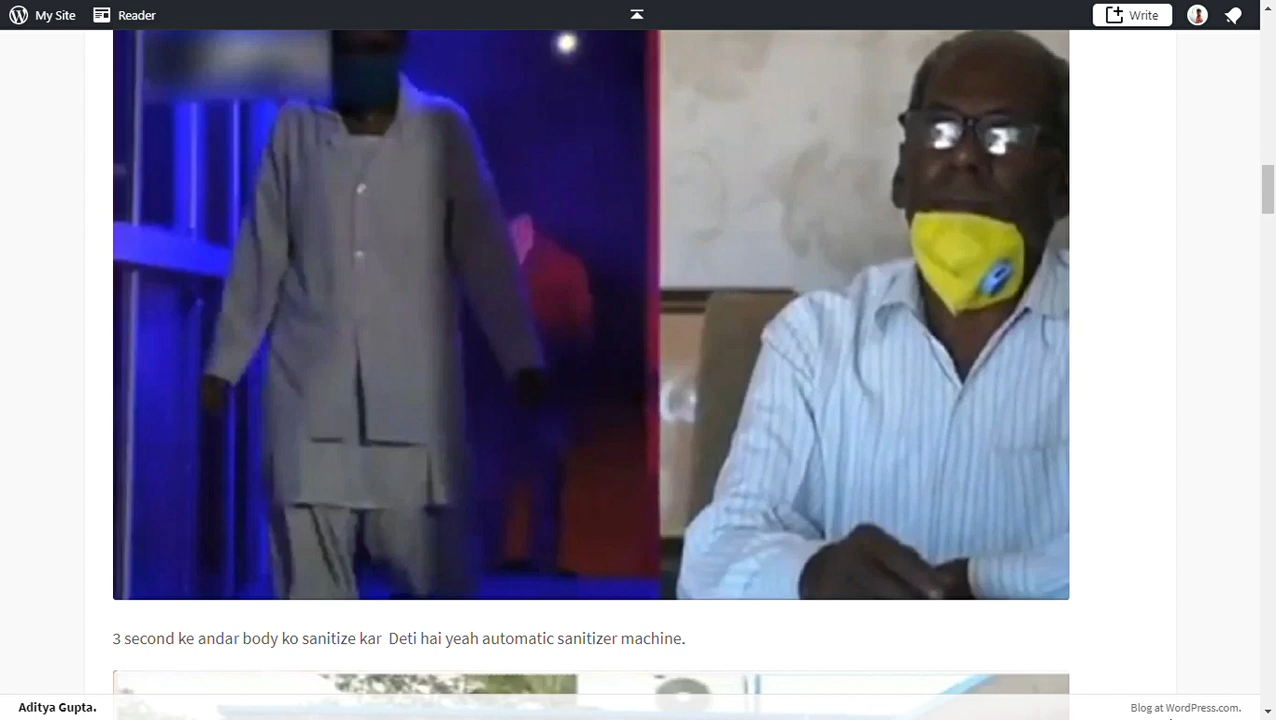 My Site
Reader
Write
3 second ke andar body ko sanitize kar  Deti hai yeah automatic sanitizer machine.
Aditya Gupta.
Blog at WordPress.com.